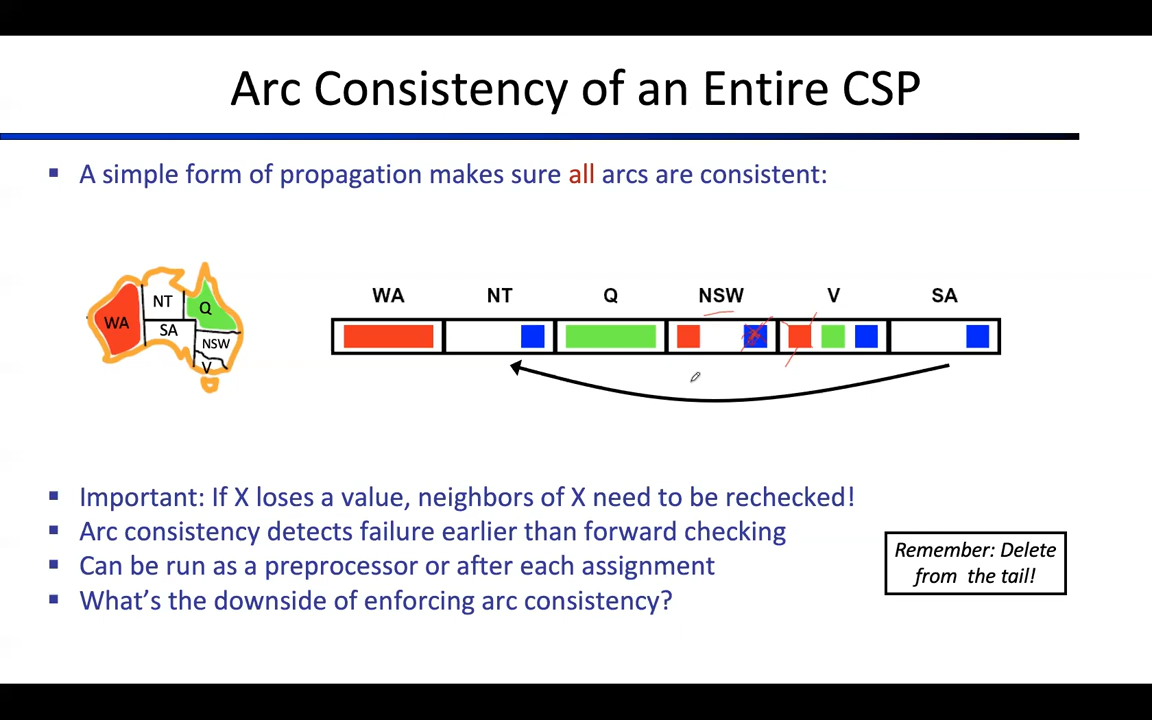 Arc Consistency of an Entire CSP
▪ A simple form of propagation makes sure all arcs are consistent:
WA NT Q NSW V SA
NT
Q
WA
SA
NSW
V
▪ Important: If X loses a value, neighbors of X need to be rechecked!
▪ Arc consistency detects failure earlier than forward checking
▪ Can be run as a preprocessor or after each assignment
▪ What's the downside of enforcing arc consistency?
Remember: Delete
from the tail!